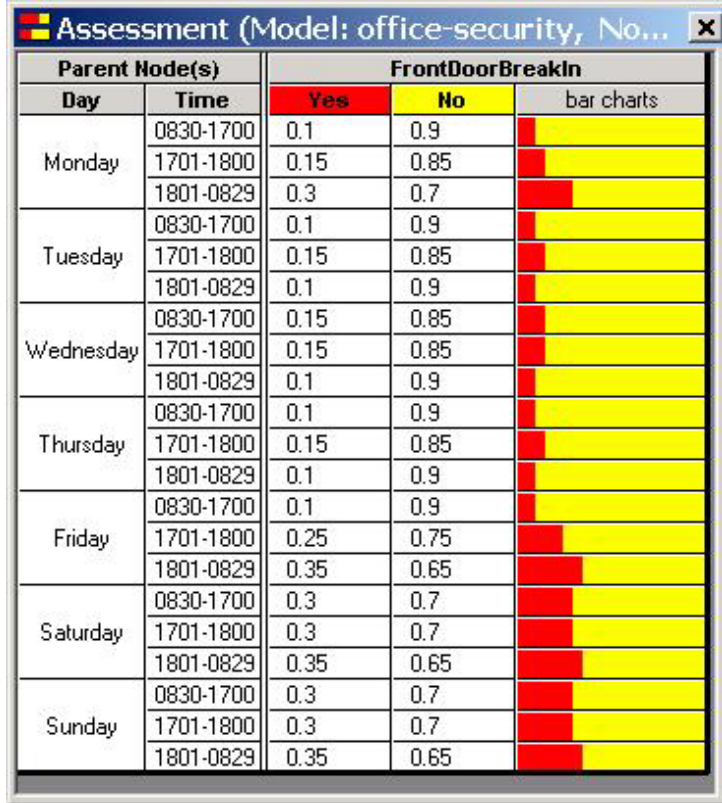 Assessment (Model: office-security, No...
Parent Node(s) FrontDoorBreakIn
Day Time Yes No bar charts
0830-1700 0.1 0.9
Monday 1701-1800 0.15 0.85
1801-0829 0.3 0.7
0830-1700 0.1 0.9
Tuesday 1701-1800 0.15 0.85
1801-0829 0.1 0.9
0830-1700 0.15 0.85
Wednesday 1701-1800 0.15 0.85
1801-0829 0.1 0.9
0830-1700 0.1 0.9
Thursday 1701-1800 0.15 0.85
1801-0829 0.1 0.9
0830-1700 0.1 0.9
Friday 1701-1800 0.25 0.75
1801-0829 0.35 0.65
0830-1700 0.3 0.7
Saturday 1701-1800 0.3 0.7
1801-0829 0.35 0.65
0830-1700 0.3 0.7
Sunday 1701-1800 0.3 0.7
1801-0829 0.35 0.65